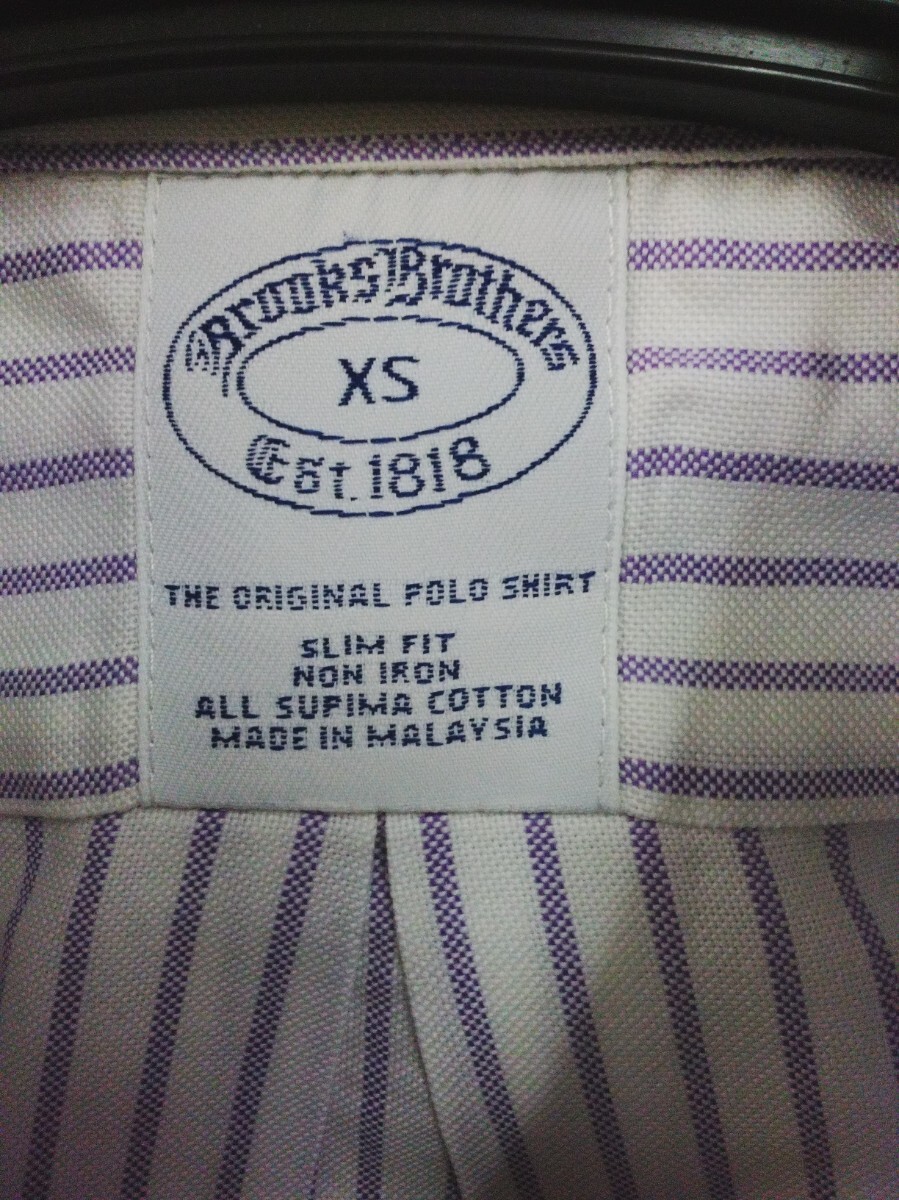 Brooks Brothers
XS
Est. 1818
THE ORIGINAL POLO SHIRT
SLIM FIT
NON IRON
ALL SUPIMA COTTON
MADE IN MALAYSIA